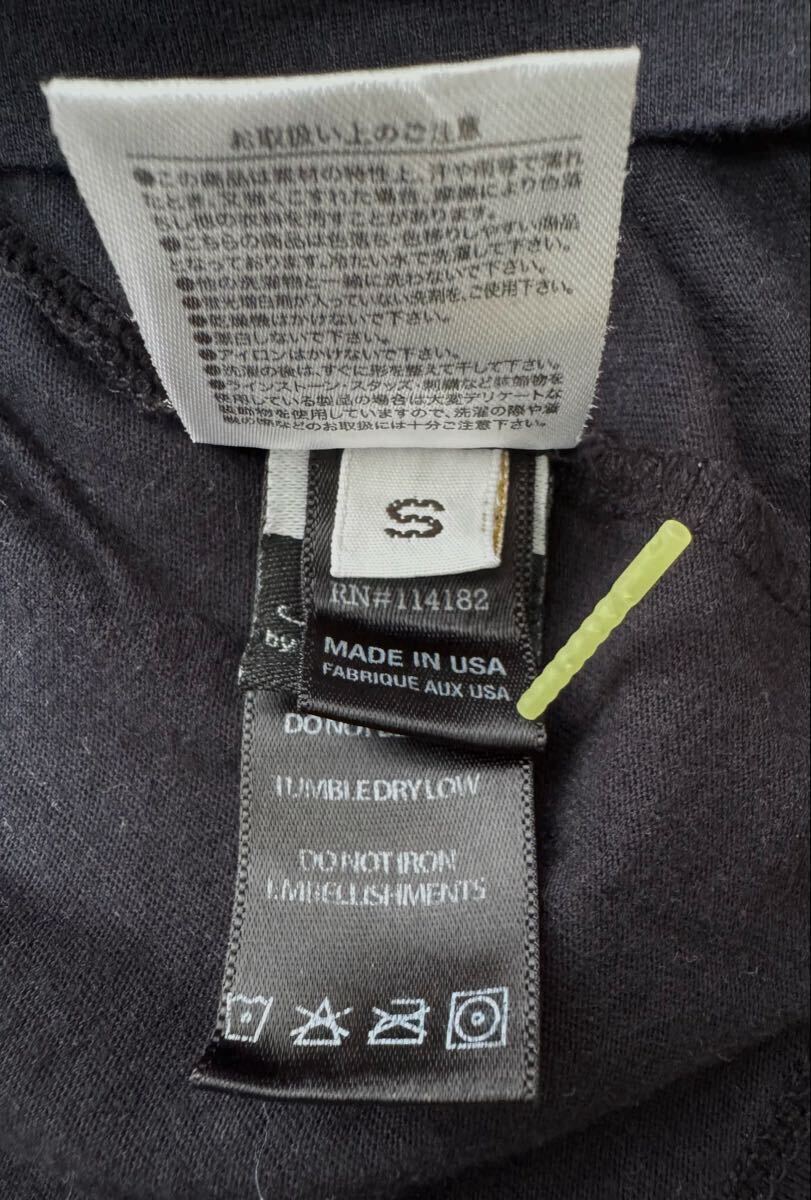 お取扱い上のご注意
●この商品は素材の特性上、汗や雨等で濡れ
たとき、又強くこすれた場合、摩擦により色落
ちし他の衣料を汚すことがあります。
●こちらの商品は色落ち・色移りしやすい商品
となっております。冷たい水で洗濯して下さい。
●他の洗濯物と一緒に洗わないで下さい。
●蛍光増白剤が入っていない洗剤を、ご使用下さい。
●乾燥機はかけないで下さい。
●漂白しないで下さい。
●アイロンはかけないで下さい。
●洗濯の後は、すぐに形を整えて干して下さい。
●ラインストーン・スタッズ・刺繍など装飾物を
使用している製品の場合は大変デリケートな
装飾物を使用していますので、洗濯の際や着
脱の際などのお取扱には十分ご注意下さい。
S
RN#114182
by
MADE IN USA
FABRIQUE AUX USA
DO NOT
TUMBLE DRY LOW
DO NOT IRON
EMBELLISHMENTS